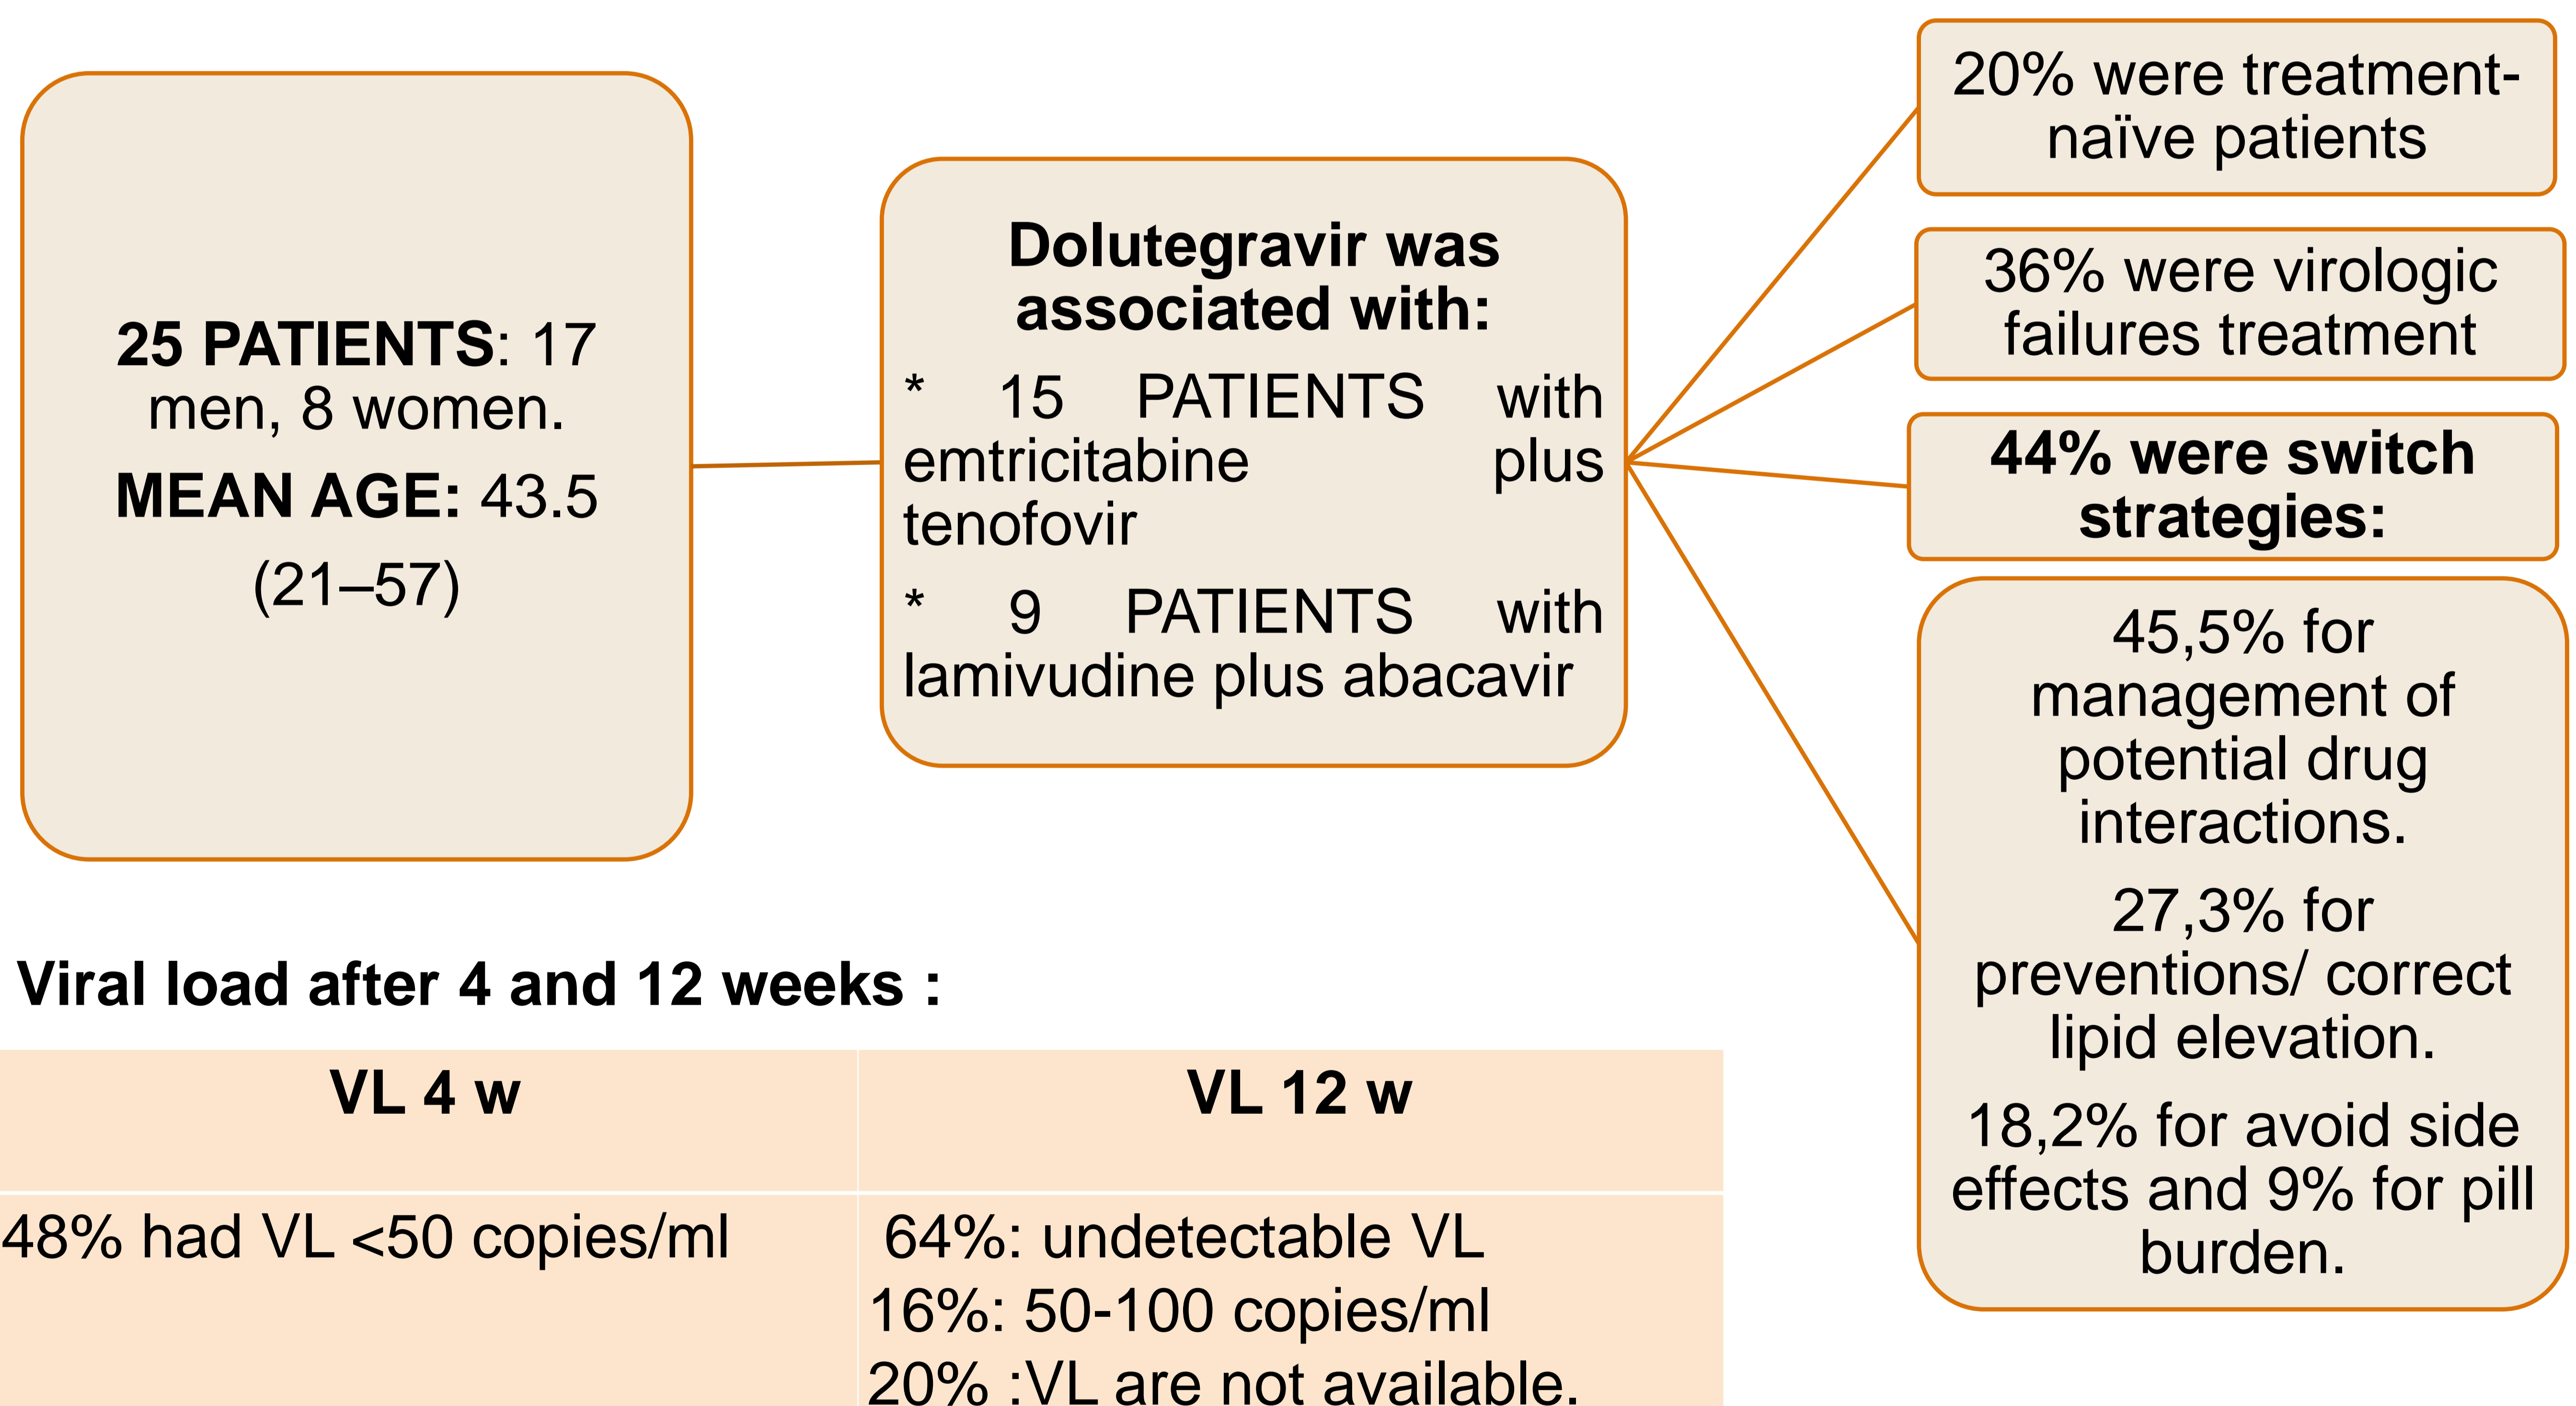 25 PATIENTS: 17
men, 8 women.
MEAN AGE: 43.5
(21–57)
Dolutegravir was
associated with:
* 15 PATIENTS with
emtricitabine plus
tenofovir
* 9 PATIENTS with
lamivudine plus abacavir
20% were treatment-
naïve patients
36% were virologic
failures treatment
44% were switch
strategies:
45,5% for
management of
potential drug
interactions.
27,3% for
preventions/ correct
lipid elevation.
18,2% for avoid side
effects and 9% for pill
burden.
Viral load after 4 and 12 weeks :
VL 4 w
VL 12 w
48% had VL <50 copies/ml
64%: undetectable VL
16%: 50-100 copies/ml
20% :VL are not available.